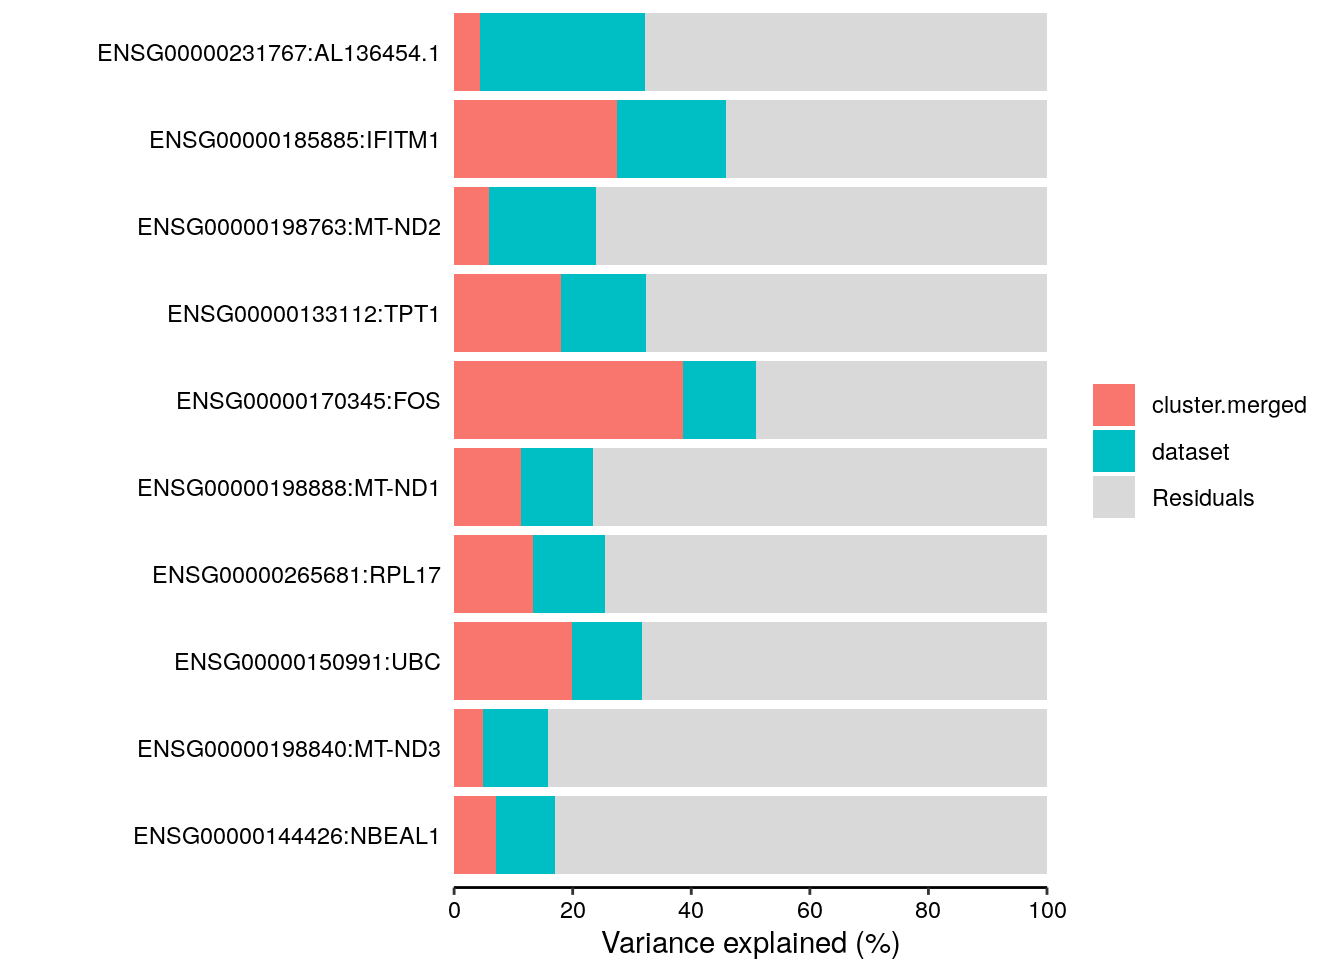 ENSG00000231767:AL136454.1
ENSG00000185885:IFITM1
ENSG00000198763:MT-ND2
ENSG00000133112:TPT1
ENSG00000170345:FOS
ENSG00000198888:MT-ND1
ENSG00000265681:RPL17
ENSG00000150991:UBC
ENSG00000198840:MT-ND3
ENSG00000144426:NBEAL1
0 20 40 60 80 100
Variance explained (%)
cluster.merged
dataset
Residuals